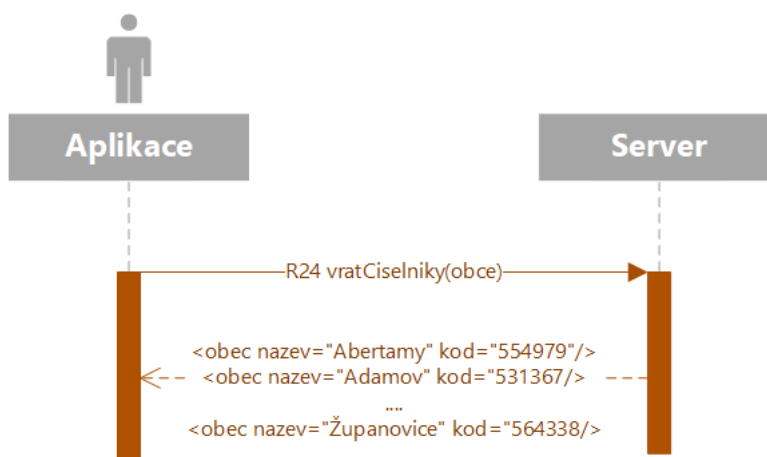 Aplikace
Server
R24 vratCiselniky(obce)
<obec nazev="Abertamy" kod="554979"/>
<obec nazev="Adamov" kod="531367/>
....
<obec nazev="Županovice" kod="564338/>